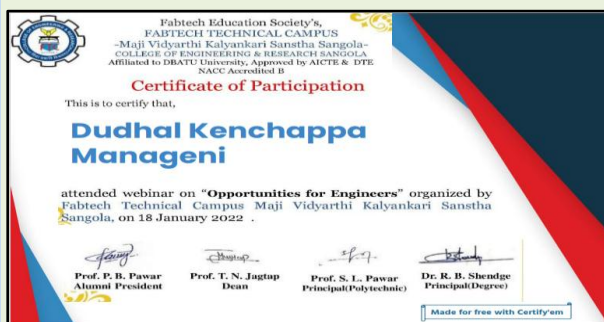 Fabtech Education Society's,
FABTECH TECHNICAL CAMPUS
-Maji Vidyarthi Kalyankari Sanstha Sangola-
COLLEGE OF ENGINEERING & RESEARCH SANGOLA
Affiliated to DBATU University, Approved by AICTE & DTE
NACC Accredited B
Certificate of Participation
This is to certify that,
Dudhal Kenchappa
Manageni
attended webinar on "Opportunities for Engineers" organized by
Fabtech Technical Campus Maji Vidyarthi Kalyankari Sanstha
Sangola, on 18 January 2022 .
Prof. P. B. Pawar
Alumni President
Prof. T. N. Jagtap
Dean
Prof. S. L. Pawar
Principal(Polytechnic)
Dr. R. B. Shendge
Principal(Degree)
Made for free with Certify'em